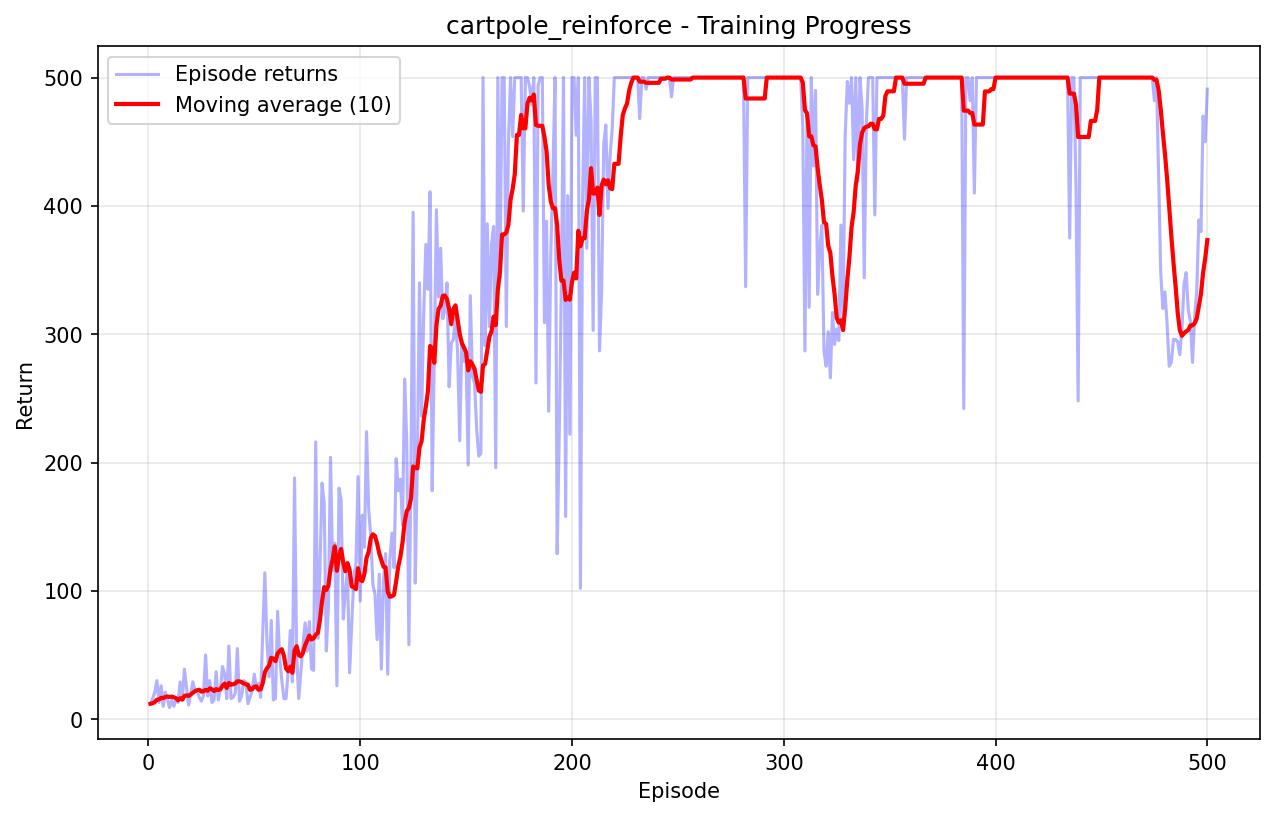 cartpole_reinforce - Training Progress
Episode returns
Moving average (10)
500
400
300
200
100
0
Return
0 100 200 300 400 500
Episode